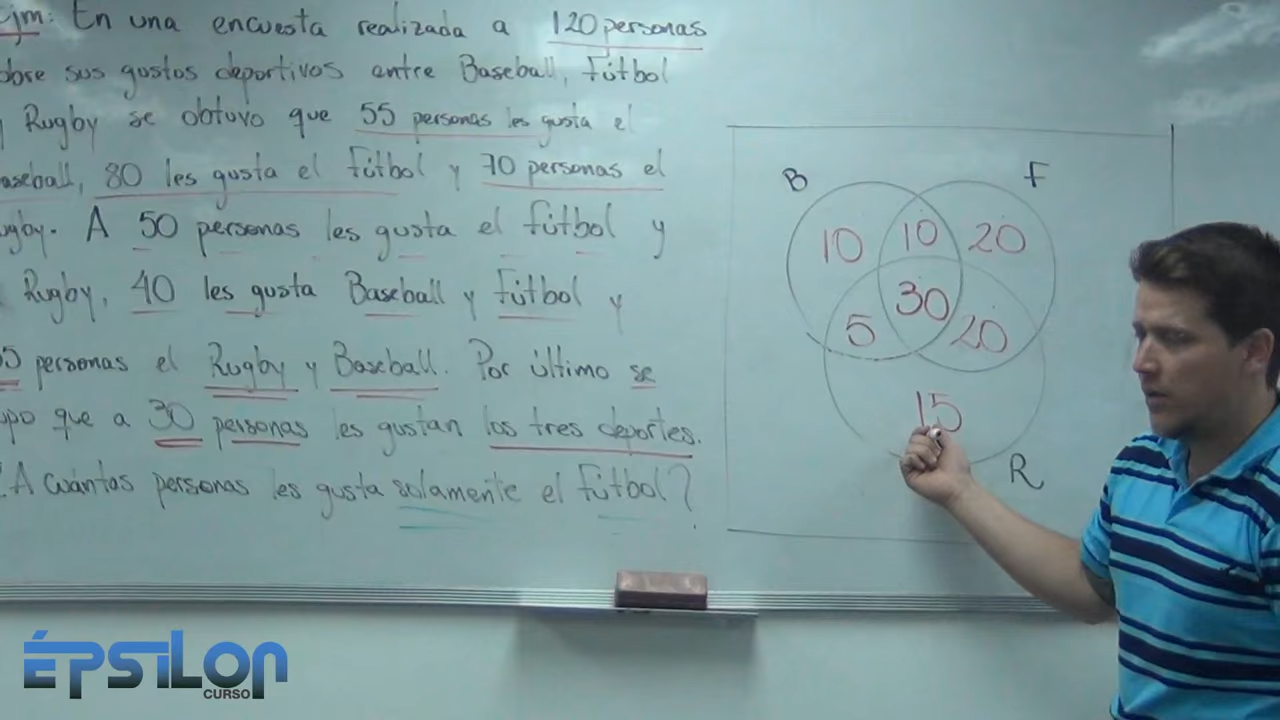 Ejm: En una encuesta realizada a 120 personas
sobre sus gustos deportivos entre Baseball, Fútbol
y Rugby se obtuvo que 55 personas les gusta el
Baseball, 80 les gusta el fútbol y 70 personas el
Rugby. A 50 personas les gusta el fútbol y
Rugby, 40 les gusta Baseball y fútbol y
35 personas el Rugby y Baseball. Por último se
supo que a 30 personas les gustan los tres deportes.
¿A cuántas personas les gusta solamente el fútbol?
B
F
10
10
20
30
5
20
15
R
ÉPSILON
CURSO